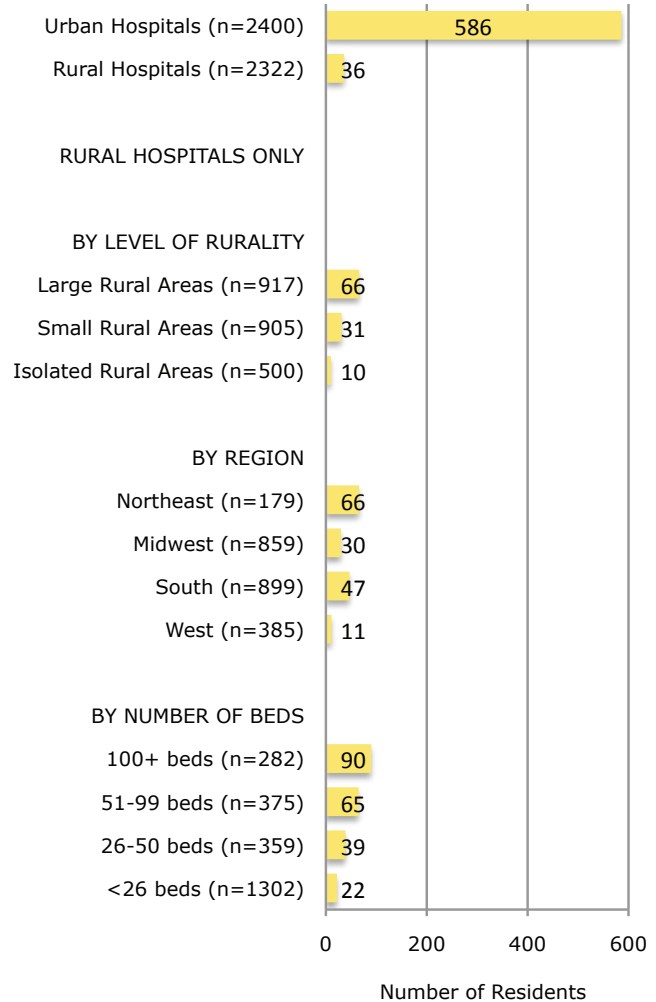 Urban Hospitals (n=2400) 586
Rural Hospitals (n=2322) 36
RURAL HOSPITALS ONLY
BY LEVEL OF RURALITY
Large Rural Areas (n=917) 66
Small Rural Areas (n=905) 31
Isolated Rural Areas (n=500) 10
BY REGION
Northeast (n=179) 66
Midwest (n=859) 30
South (n=899) 47
West (n=385) 11
BY NUMBER OF BEDS
100+ beds (n=282) 90
51-99 beds (n=375) 65
26-50 beds (n=359) 39
<26 beds (n=1302) 22
0 200 400 600
Number of Residents